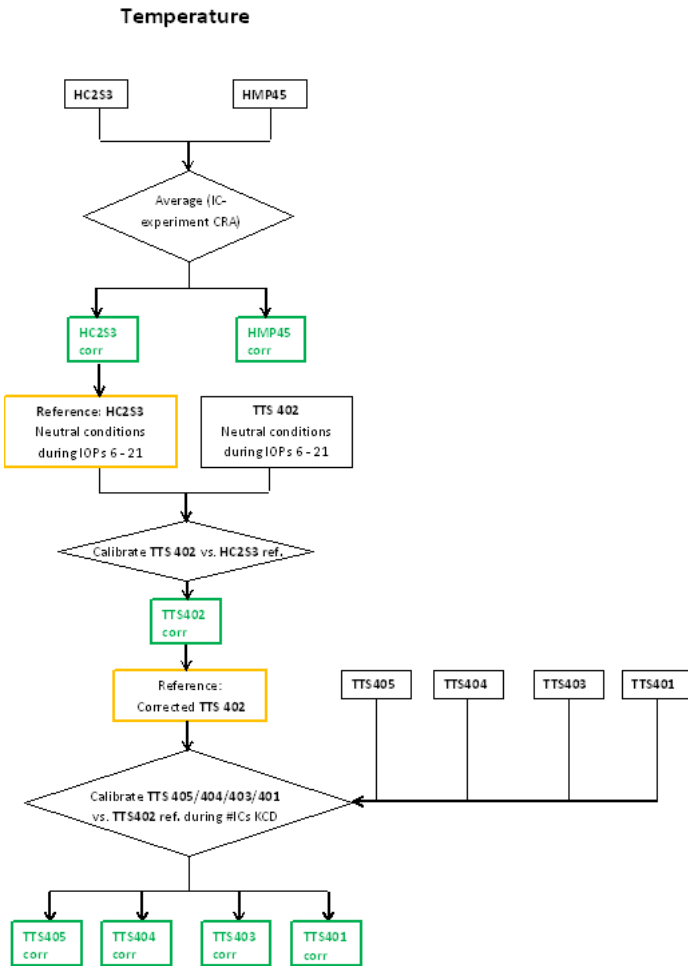 Temperature
HC2S3
HMP45
Average (IC-
experiment CRA)
HC2S3
corr
HMP45
corr
Reference: HC2S3
Neutral conditions
during IOPs 6 - 21
TTS 402
Neutral conditions
during IOPs 6 - 21
Calibrate TTS 402 vs. HC2S3 ref.
TTS402
corr
Reference:
Corrected TTS 402
TTS405
TTS404
TTS403
TTS401
Calibrate TTS 405/404/403/401
vs. TTS402 ref. during #ICs KCD
TTS405
corr
TTS404
corr
TTS403
corr
TTS401
corr